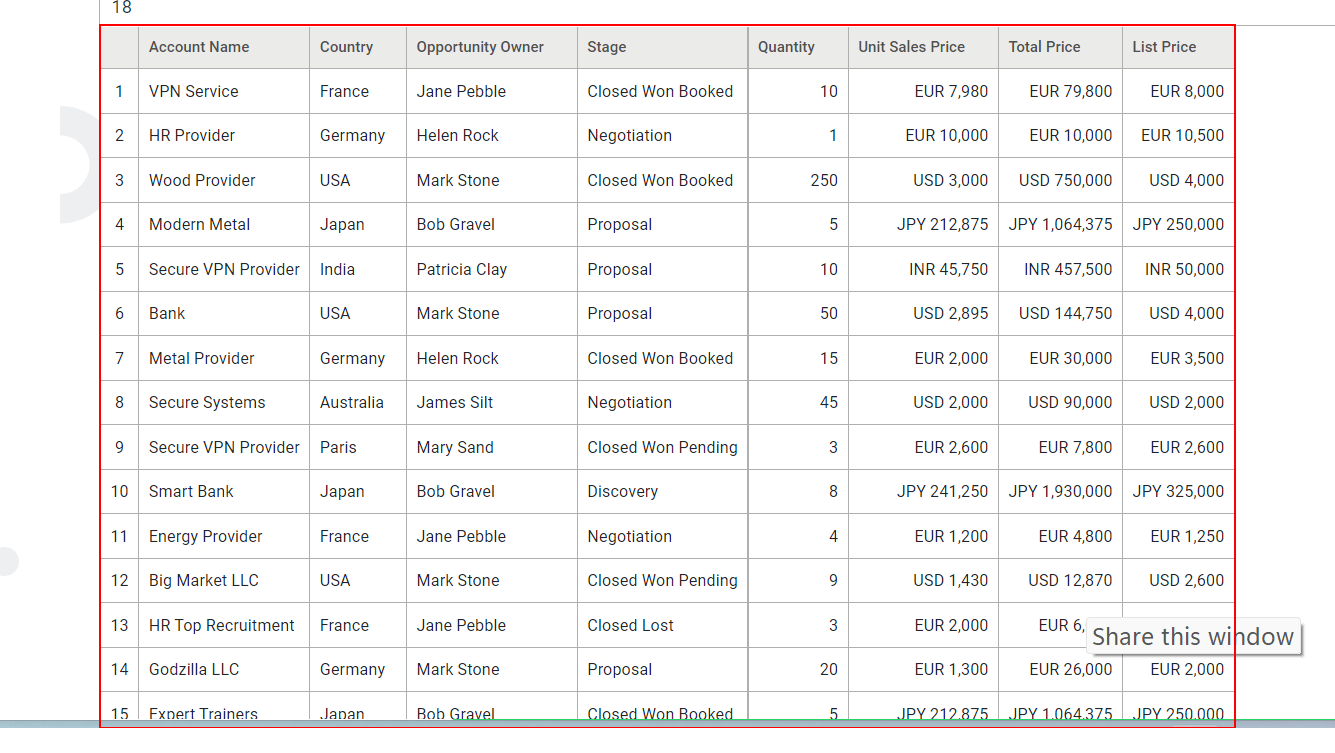 18
Account Name Country Opportunity Owner Stage Quantity Unit Sales Price Total Price List Price
1 VPN Service France Jane Pebble Closed Won Booked 10 EUR 7,980 EUR 79,800 EUR 8,000
2 HR Provider Germany Helen Rock Negotiation 1 EUR 10,000 EUR 10,000 EUR 10,500
3 Wood Provider USA Mark Stone Closed Won Booked 250 USD 3,000 USD 750,000 USD 4,000
4 Modern Metal Japan Bob Gravel Proposal 5 JPY 212,875 JPY 1,064,375 JPY 250,000
5 Secure VPN Provider India Patricia Clay Proposal 10 INR 45,750 INR 457,500 INR 50,000
6 Bank USA Mark Stone Proposal 50 USD 2,895 USD 144,750 USD 4,000
7 Metal Provider Germany Helen Rock Closed Won Booked 15 EUR 2,000 EUR 30,000 EUR 3,500
8 Secure Systems Australia James Silt Negotiation 45 USD 2,000 USD 90,000 USD 2,000
9 Secure VPN Provider Paris Mary Sand Closed Won Pending 3 EUR 2,600 EUR 7,800 EUR 2,600
10 Smart Bank Japan Bob Gravel Discovery 8 JPY 241,250 JPY 1,930,000 JPY 325,000
11 Energy Provider France Jane Pebble Negotiation 4 EUR 1,200 EUR 4,800 EUR 1,250
12 Big Market LLC USA Mark Stone Closed Won Pending 9 USD 1,430 USD 12,870 USD 2,600
13 HR Top Recruitment France Jane Pebble Closed Lost 3 EUR 2,000 EUR 6,
Share this window
14 Godzilla LLC Germany Mark Stone Proposal 20 EUR 1,300 EUR 26,000 EUR 2,000
15 Expert Trainers Japan Bob Gravel Closed Won Booked 5 JPY 212,875 JPY 1,064,375 JPY 250,000